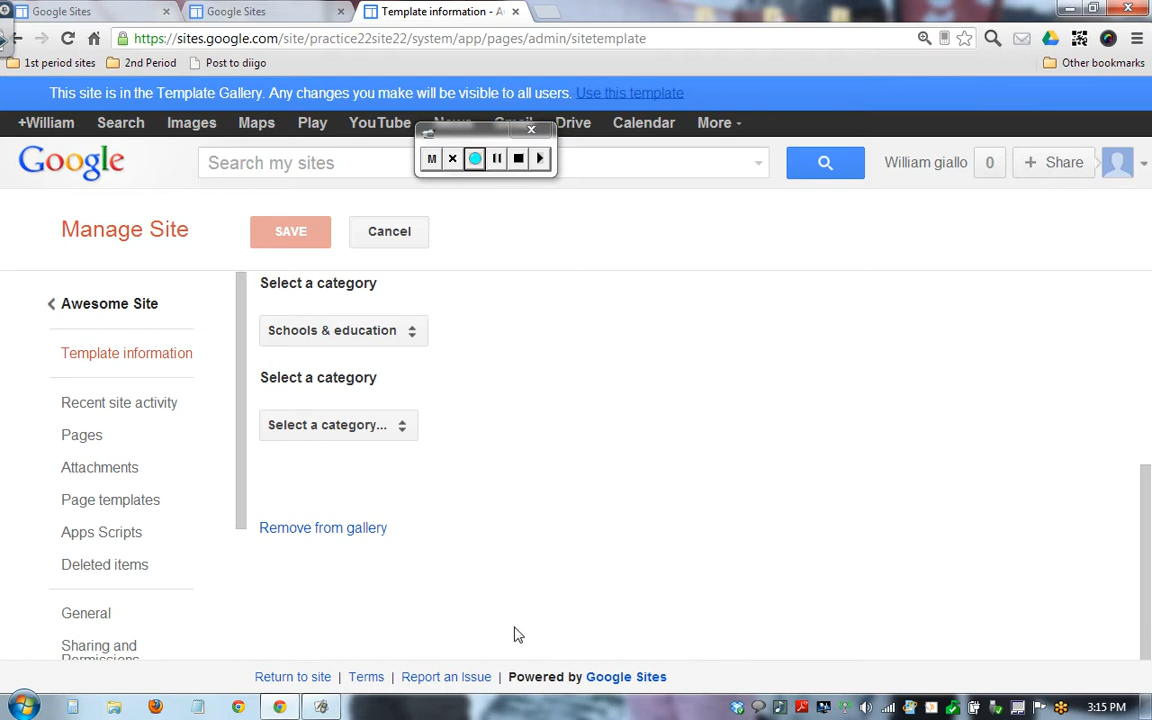 Google Sites
Google Sites
Template information - A
https://sites.google.com/site/practice22site22/system/app/pages/admin/sitetemplate
1st period sites
2nd Period
Post to diigo
Other bookmarks
This site is in the Template Gallery. Any changes you make will be visible to all users. Use this template
+William Search Images Maps Play YouTube News Gmail Drive Calendar More
Google
Search my sites
William giallo
0
+ Share
M
Manage Site
SAVE
Cancel
Select a category
Awesome Site
Schools & education
Template information
Select a category
Recent site activity
Select a category...
Pages
Attachments
Page templates
Remove from gallery
Apps Scripts
Deleted items
General
Sharing and
Permissions
Return to site | Terms | Report an Issue | Powered by Google Sites
3:15 PM